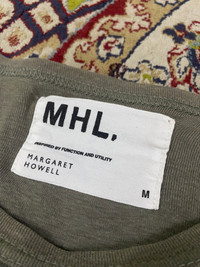 MHL,
INSPIRED BY FUNCTION AND UTILITY
MARGARET
HOWELL
M